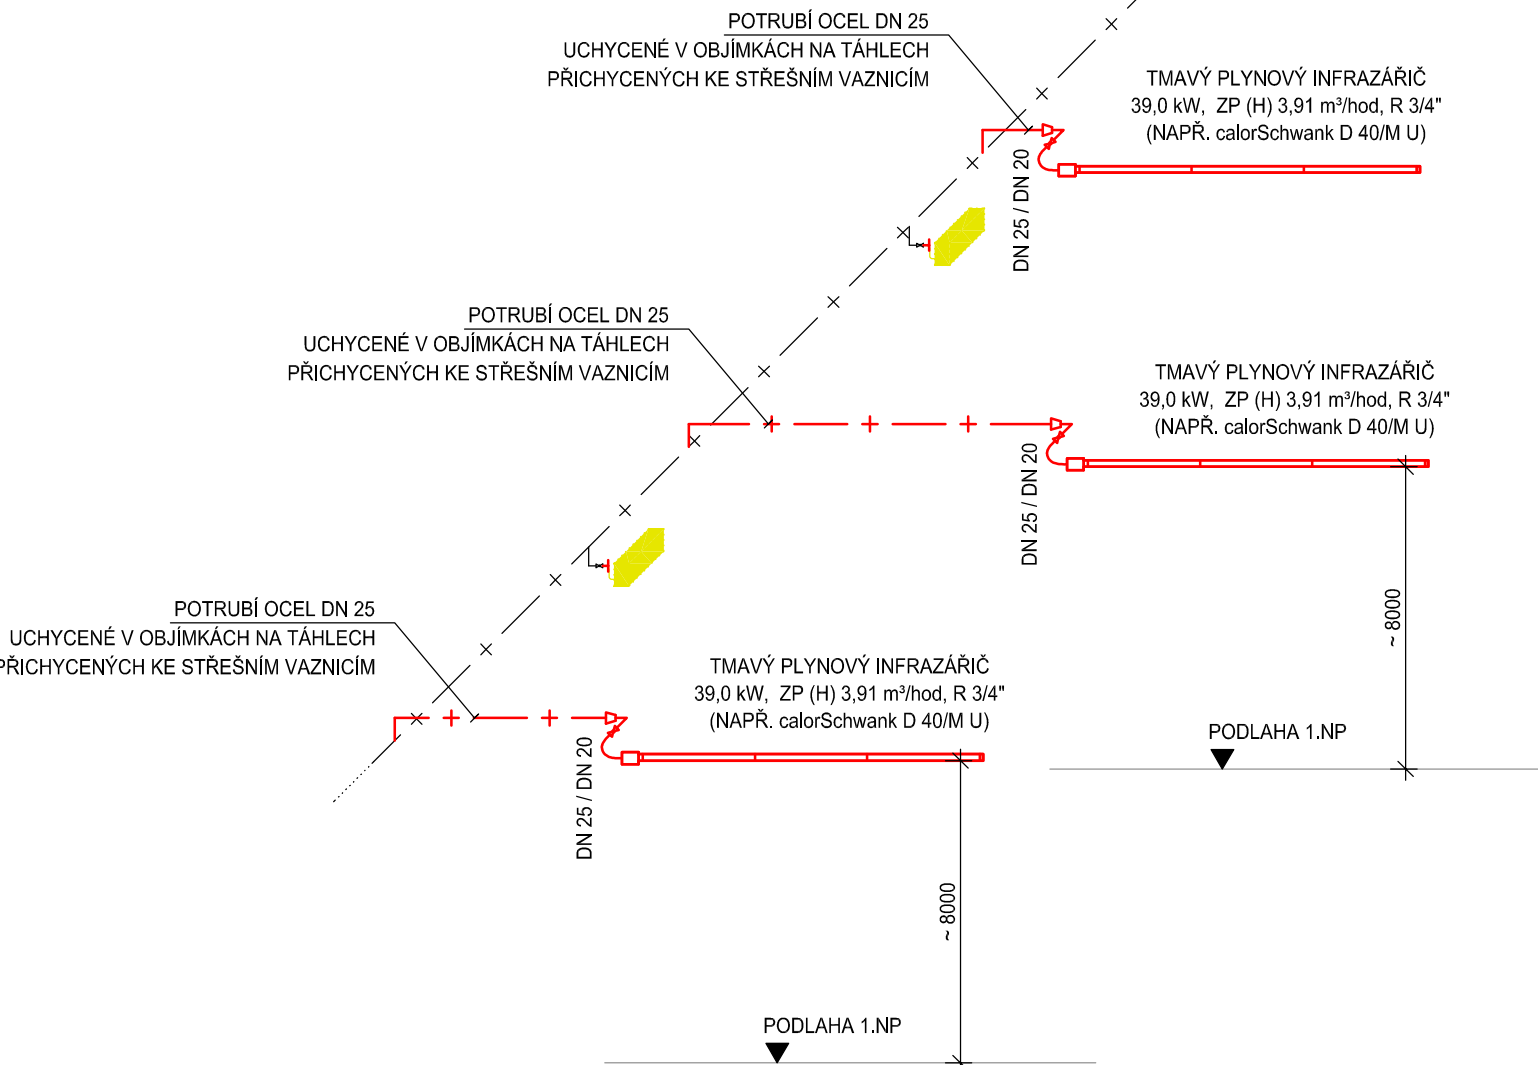 POTRUBÍ OCEL DN 25
UCHYCENÉ V OBJÍMKÁCH NA TÁHLECH
PŘICHYCENÝCH KE STŘEŠNÍM VAZNICÍM
TMAVÝ PLYNOVÝ INFRAZÁŘIČ
39,0 kW, ZP (H) 3,91 m³/hod, R 3/4"
(NAPŘ. calorSchwank D 40/M U)
DN 25 / DN 20
POTRUBÍ OCEL DN 25
UCHYCENÉ V OBJÍMKÁCH NA TÁHLECH
PŘICHYCENÝCH KE STŘEŠNÍM VAZNICÍM
TMAVÝ PLYNOVÝ INFRAZÁŘIČ
39,0 kW, ZP (H) 3,91 m³/hod, R 3/4"
(NAPŘ. calorSchwank D 40/M U)
DN 25 / DN 20
~ 8000
PODLAHA 1.NP
POTRUBÍ OCEL DN 25
UCHYCENÉ V OBJÍMKÁCH NA TÁHLECH
PŘICHYCENÝCH KE STŘEŠNÍM VAZNICÍM
TMAVÝ PLYNOVÝ INFRAZÁŘIČ
39,0 kW, ZP (H) 3,91 m³/hod, R 3/4"
(NAPŘ. calorSchwank D 40/M U)
DN 25 / DN 20
~ 8000
PODLAHA 1.NP